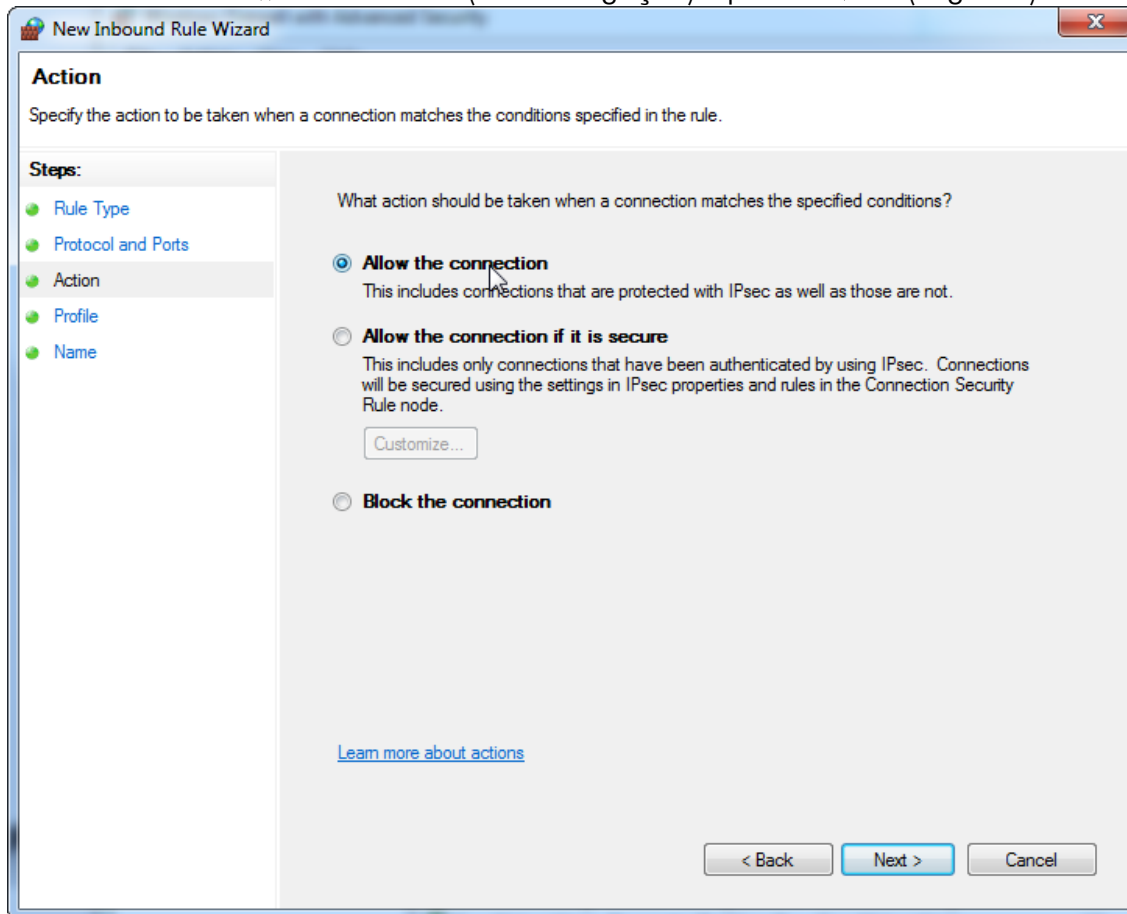 New Inbound Rule Wizard
Action
Specify the action to be taken when a connection matches the conditions specified in the rule.
Steps:
Rule Type
Protocol and Ports
Action
Profile
Name
What action should be taken when a connection matches the specified conditions?
Allow the connection
This includes connections that are protected with IPsec as well as those are not.
Allow the connection if it is secure
This includes only connections that have been authenticated by using IPsec. Connections
will be secured using the settings in IPsec properties and rules in the Connection Security
Rule node.
Customize...
Block the connection
Learn more about actions
< Back
Next >
Cancel